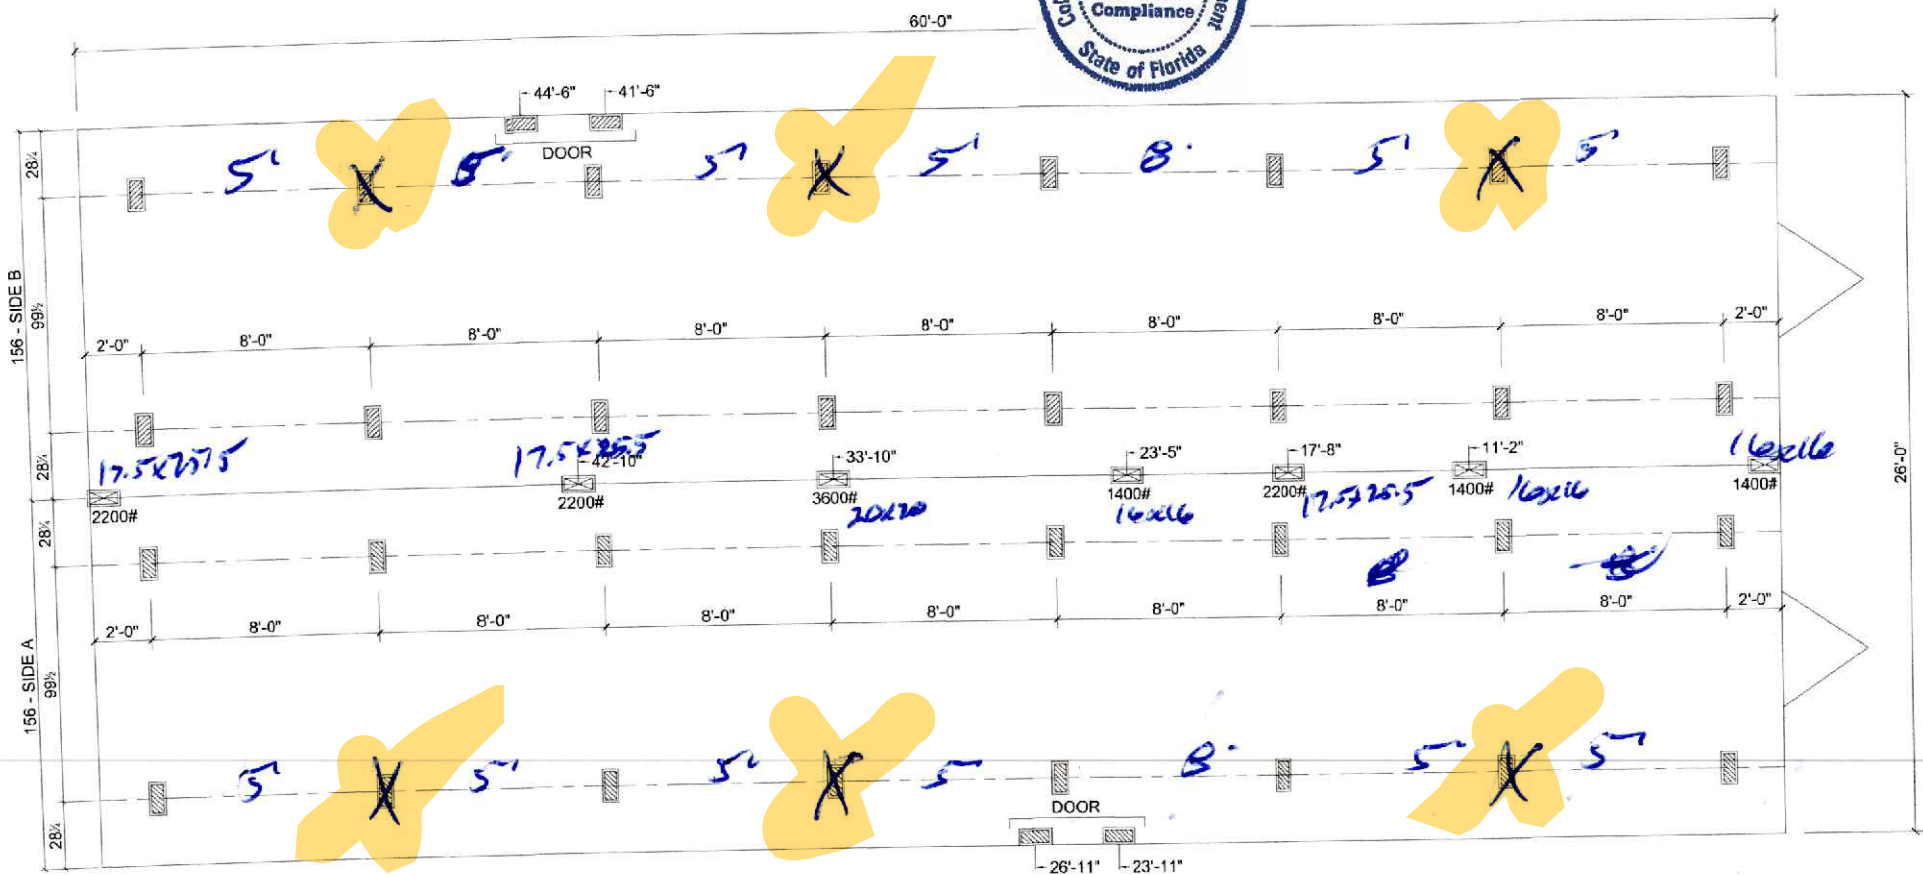 60'-0"
Compliance
State of Florida
44'-6" 41'-6"
DOOR
28¼
5' 5' 5' 5' 8' 5' 5'
156 - SIDE B
99½
2'-0" 8'-0" 8'-0" 8'-0" 8'-0" 8'-0" 8'-0" 8'-0" 2'-0"
28¼
17.5x25.5 17.5x25.5 16x16
42'-10" 33'-10" 23'-5" 17'-8" 11'-2"
2200# 2200# 3600# 1400# 2200# 1400# 1400#
20x20 16x16 17.5x25.5 16x16
26'-0"
28¼
2'-0" 8'-0" 8'-0" 8'-0" 8'-0" 8'-0" 8'-0" 8'-0" 2'-0"
156 - SIDE A
99½
5' 5' 5' 5 8' 5' 5'
28¼
DOOR
26'-11" 23'-11"